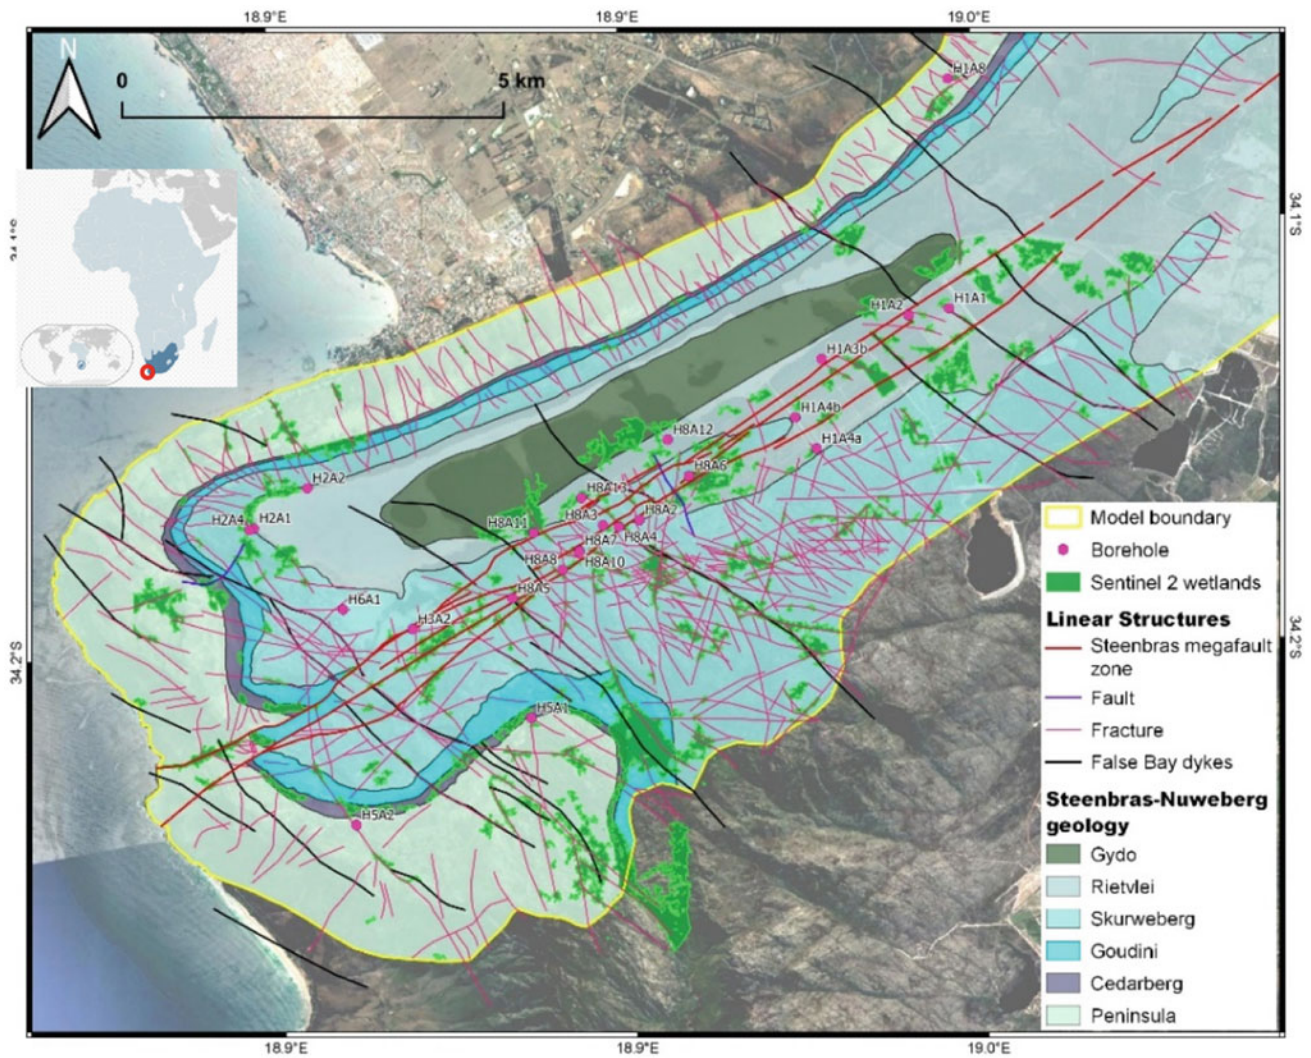 18.9°E
18.9°E
19.0°E
N
0
5 km
H1A8
34.1°S
H1A2
H1A1
H1A3b
H1A4b
H8A12
H1A4a
H8A6
H2A2
H8A13
H2A4
H2A1
H8A11
H8A3
H8A2
H8A4
H8A7
H8A8
H8A10
H8A5
H6A1
H3A2
H5A1
H5A2
34.2°S
34.2°S
Model boundary
Borehole
Sentinel 2 wetlands
Linear Structures
Steenbras megafault
zone
Fault
Fracture
False Bay dykes
Steenbras-Nuweberg
geology
Gydo
Rietvlei
Skurweberg
Goudini
Cedarberg
Peninsula
18.9°E
18.9°E
19.0°E